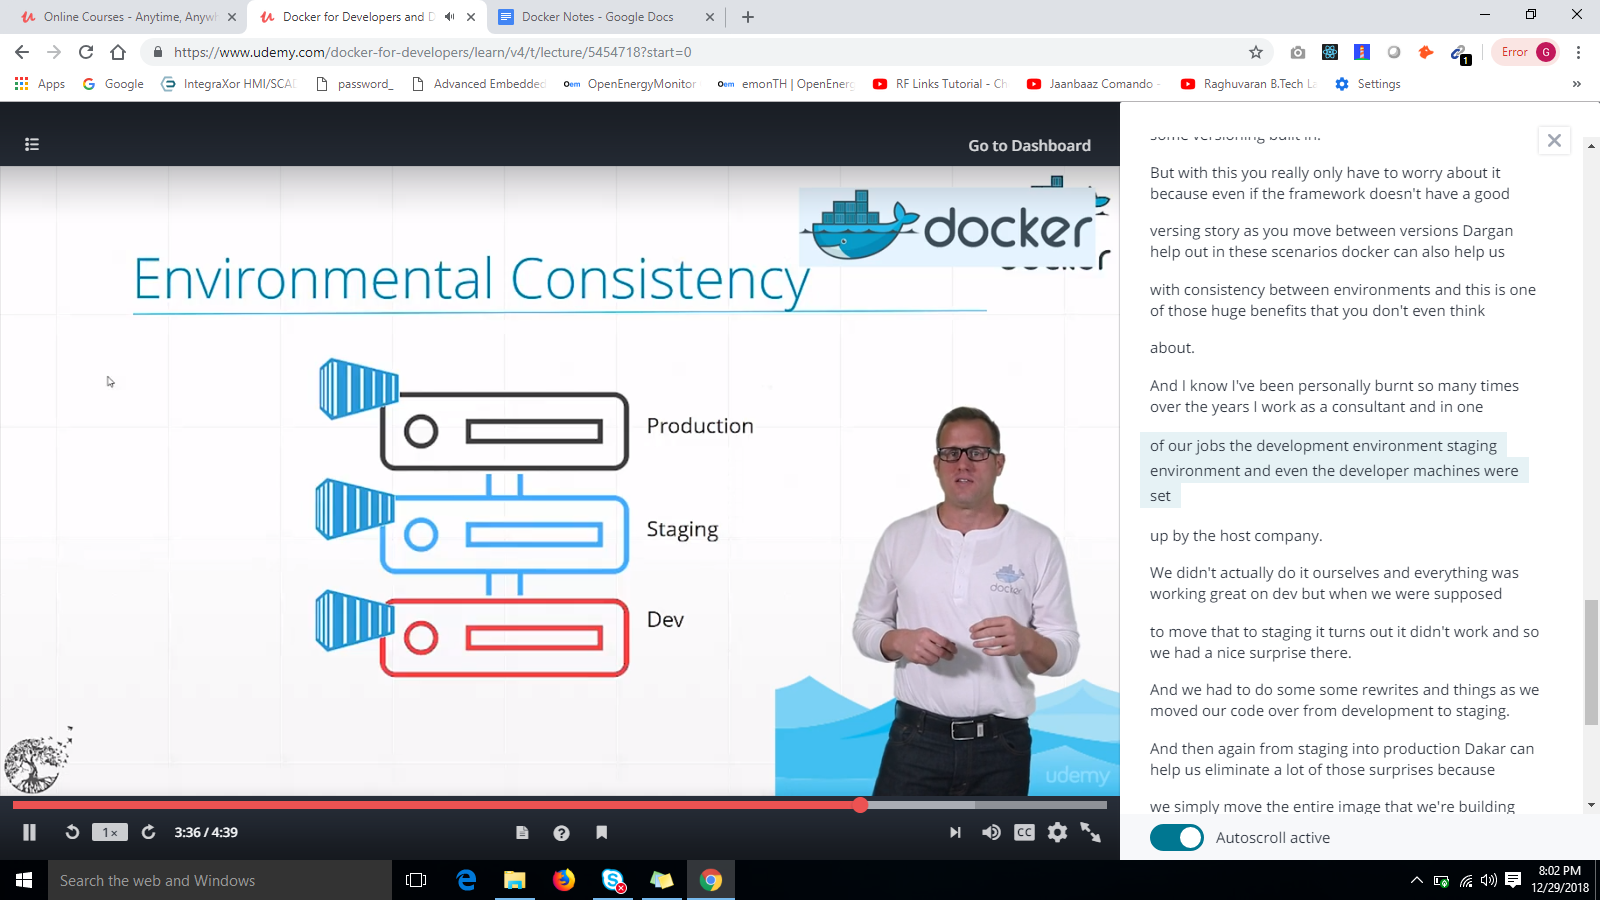 Online Courses - Anytime, Anywh
Docker for Developers and D
Docker Notes - Google Docs
https://www.udemy.com/docker-for-developers/learn/v4/t/lecture/5454718?start=0
1
Error
G
Apps
Google
IntegraXor HMI/SCAD
password_
Advanced Embedded
Oem
OpenEnergyMonitor
Oem
emonTH | OpenEnerg
RF Links Tutorial - Ch
Jaanbaaz Comando -
Raghuvaran B.Tech La
Settings
»
Go to Dashboard
docker
docker
Environmental Consistency
Production
Staging
Dev
docker
udemy
1 ×
3:36 / 4:39
?
CC
some versioning built in.
But with this you really only have to worry about it
because even if the framework doesn't have a good
versing story as you move between versions Dargan
help out in these scenarios docker can also help us
with consistency between environments and this is one
of those huge benefits that you don't even think
about.
And I know I've been personally burnt so many times
over the years I work as a consultant and in one
of our jobs the development environment staging
environment and even the developer machines were
set
up by the host company.
We didn't actually do it ourselves and everything was
working great on dev but when we were supposed
to move that to staging it turns out it didn't work and so
we had a nice surprise there.
And we had to do some some rewrites and things as we
moved our code over from development to staging.
And then again from staging into production Dakar can
help us eliminate a lot of those surprises because
we simply move the entire image that we're building
Autoscroll active
Search the web and Windows
8:02 PM
12/29/2018